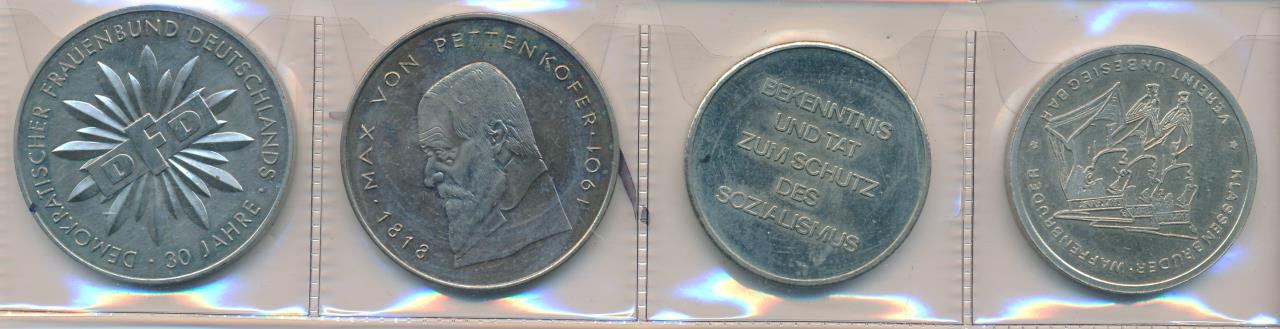 DEMOKRATISCHER FRAUENBUND DEUTSCHLANDS · 30 JAHRE ·
DFD
MAX VON PETTENKOFER · 1901
· 1818
BEKENNTNIS
UND TAT
ZUM SCHUTZ
DES
SOZIALISMUS
KLASSENBRÜDER · WAFFENBRÜDER
VEREINT UNBESIEGBAR